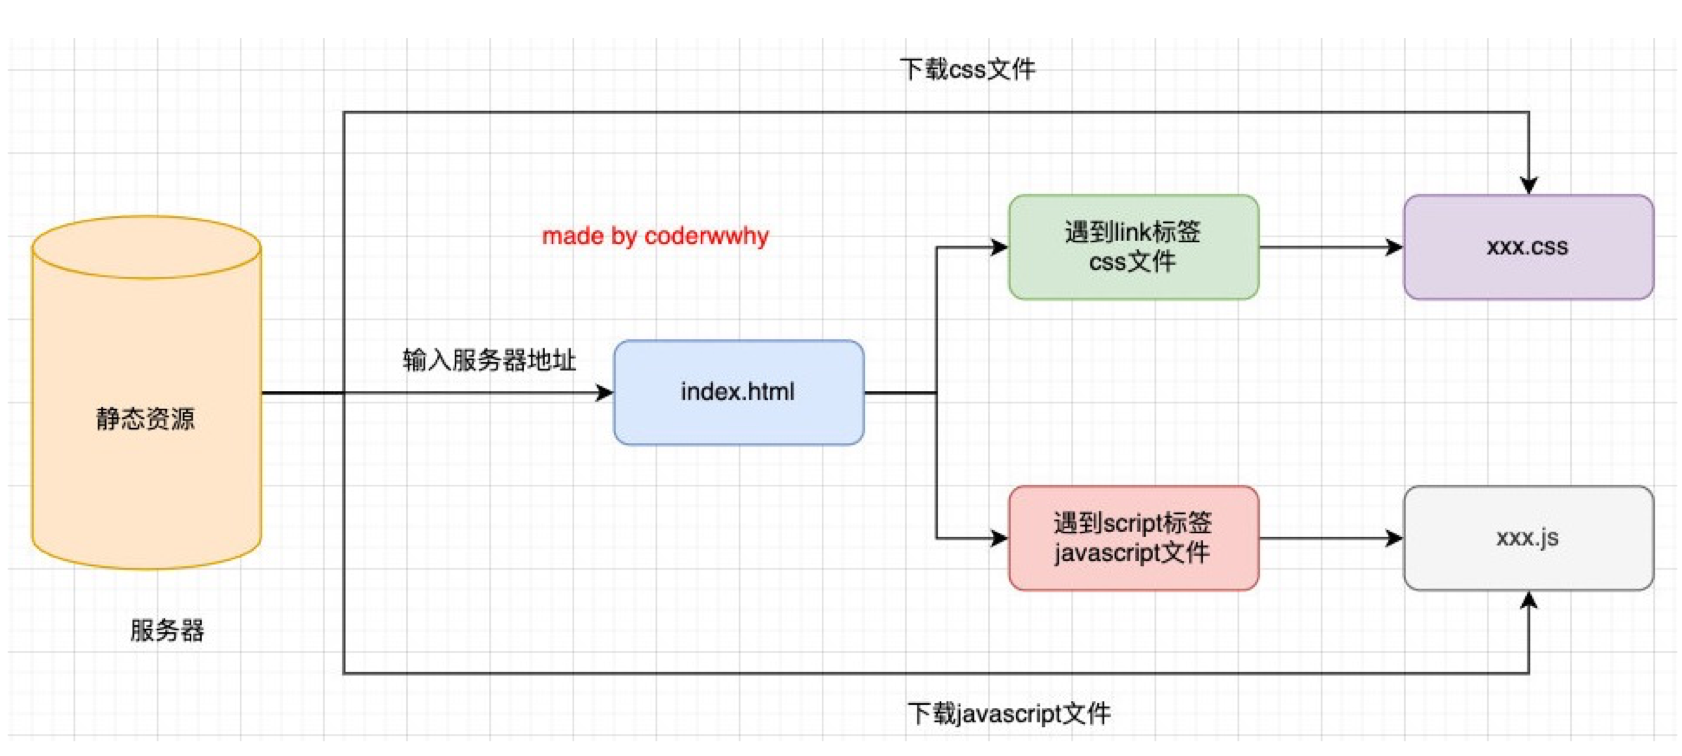 下载css文件
made by coderwwhy
遇到link标签
css文件
xxx.css
输入服务器地址
index.html
静态资源
遇到script标签
javascript文件
xxx.js
服务器
下载javascript文件